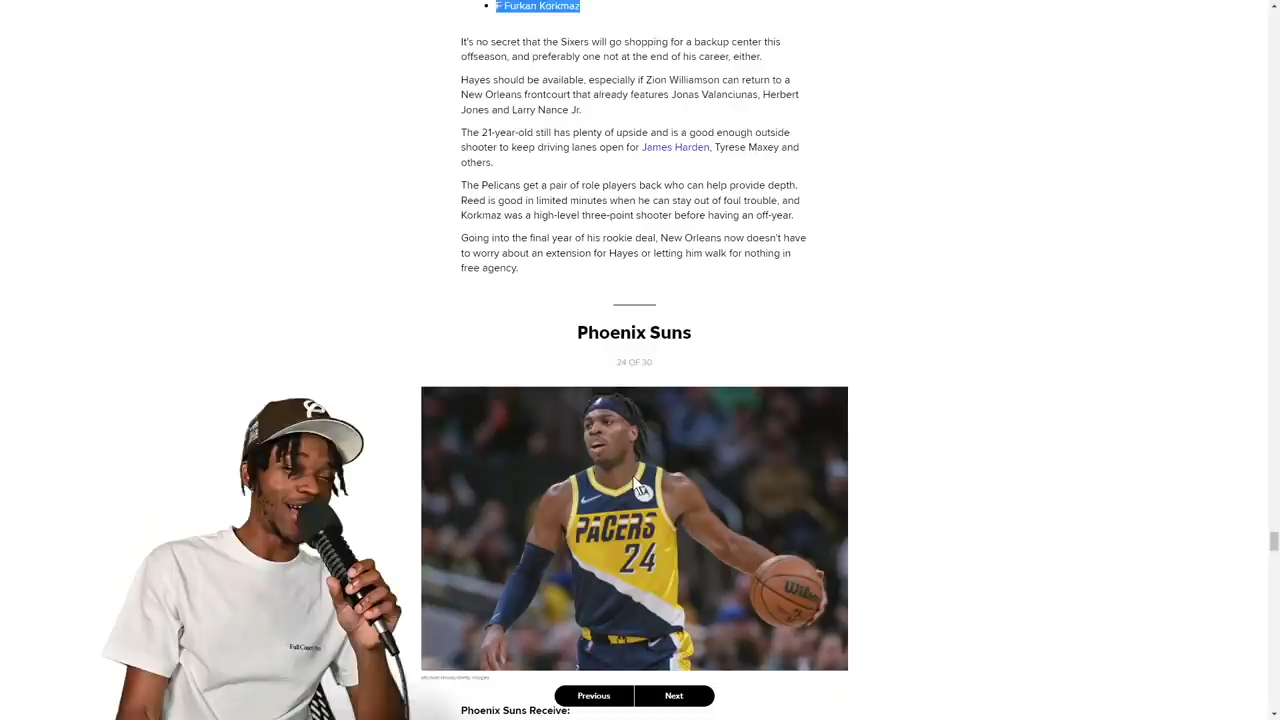 F Furkan Korkmaz
It's no secret that the Sixers will go shopping for a backup center this
offseason, and preferably one not at the end of his career, either.
Hayes should be available, especially if Zion Williamson can return to a
New Orleans frontcourt that already features Jonas Valanciunas, Herbert
Jones and Larry Nance Jr.
The 21-year-old still has plenty of upside and is a good enough outside
shooter to keep driving lanes open for James Harden, Tyrese Maxey and
others.
The Pelicans get a pair of role players back who can help provide depth.
Reed is good in limited minutes when he can stay out of foul trouble, and
Korkmaz was a high-level three-point shooter before having an off-year.
Going into the final year of his rookie deal, New Orleans now doesn't have
to worry about an extension for Hayes or letting him walk for nothing in
free agency.
Phoenix Suns
24 OF 30
PACERS
24
Wilson
Full Court
Previous Next
Phoenix Suns Receive: